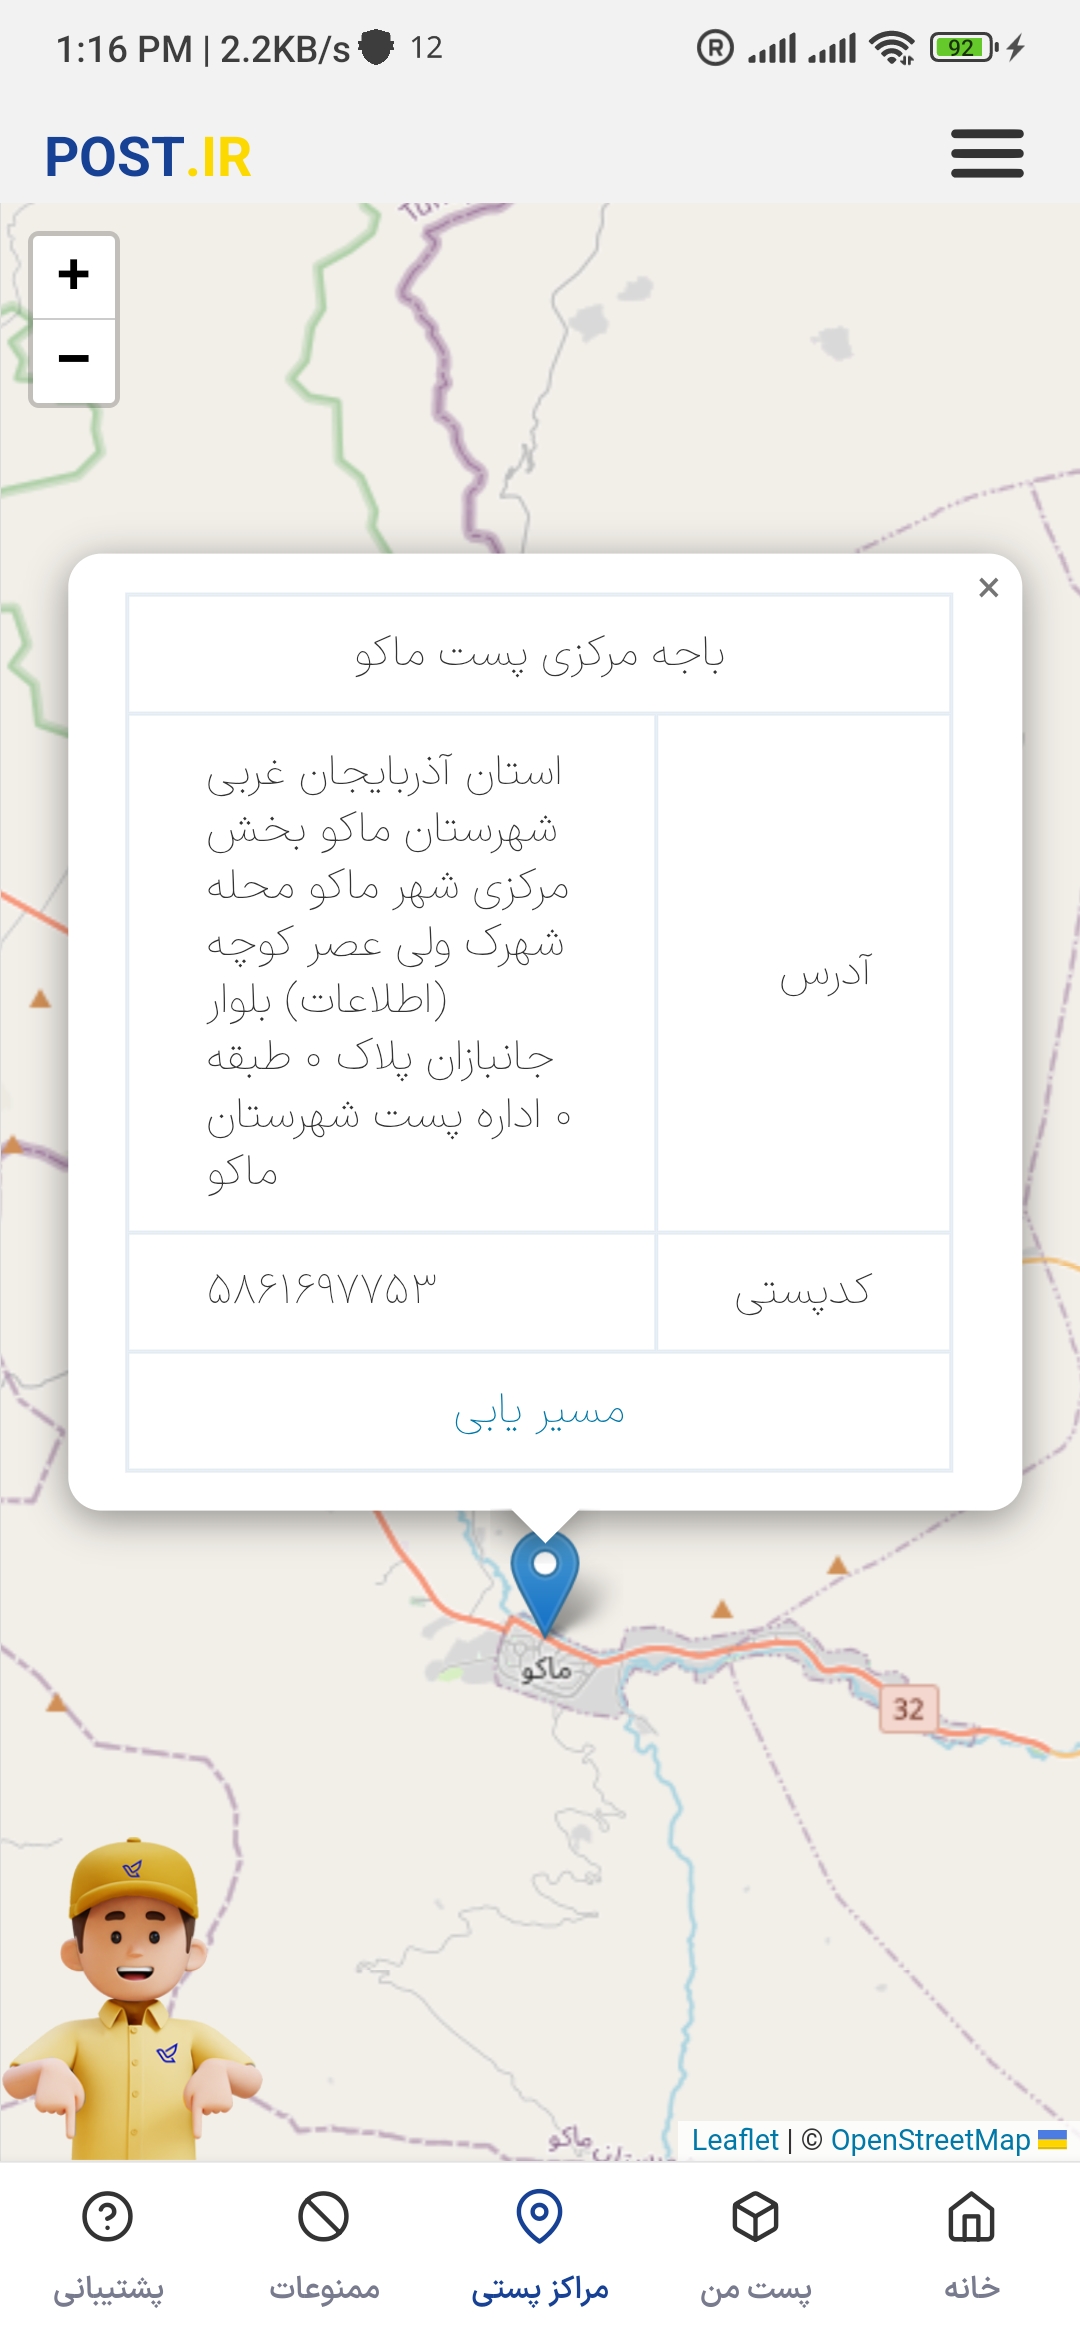 1:16 PM | 2.2KB/s 12
R
92
POST.IR
+
−
×
باجه مرکزی پست ماکو
آدرس
استان آذربایجان غربی
شهرستان ماکو بخش
مرکزی شهر ماکو محله
شهرک ولی عصر کوچه
(اطلاعات) بلوار
جانبازان پلاک ۰ طبقه
۰ اداره پست شهرستان
ماکو
کدپستی
۵۸۶۱۶۹۷۷۵۳
مسیر یابی
ماکو
32
ماکو
Leaflet | © OpenStreetMap
خانه
پست من
مراکز پستی
ممنوعات
پشتیبانی